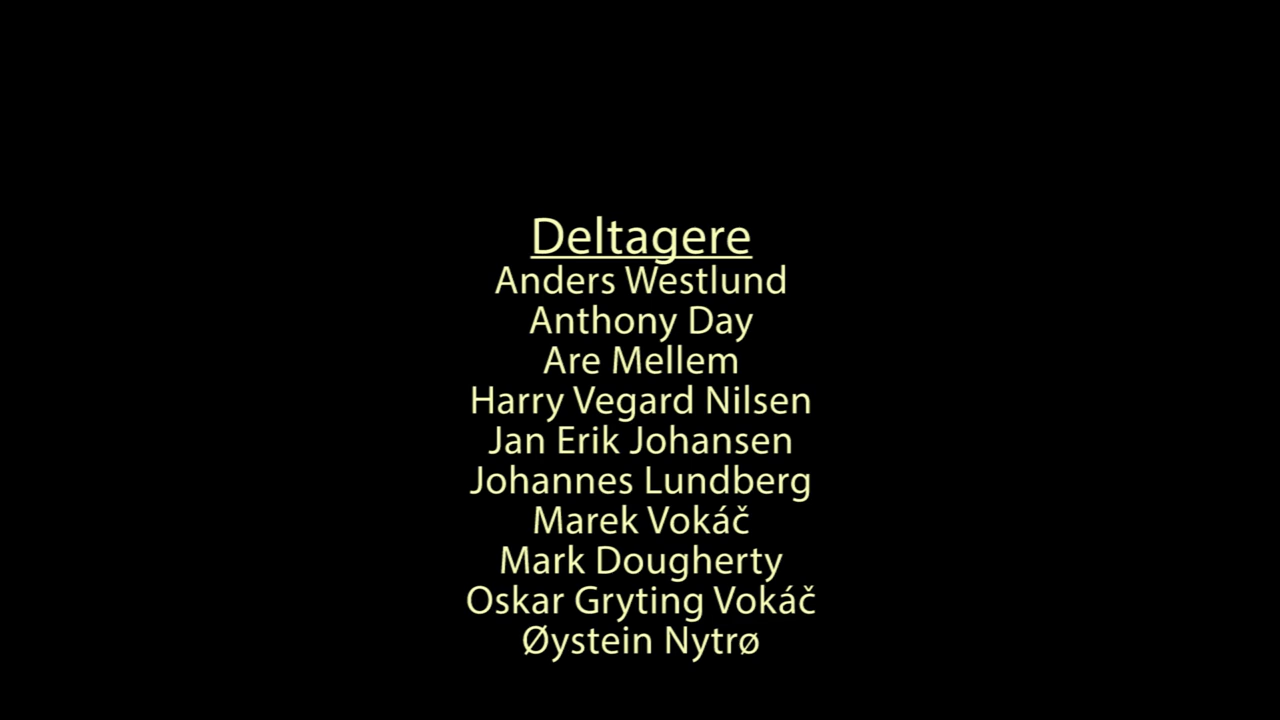 Deltagere
Anders Westlund
Anthony Day
Are Mellem
Harry Vegard Nilsen
Jan Erik Johansen
Johannes Lundberg
Marek Vokáč
Mark Dougherty
Oskar Gryting Vokáč
Øystein Nytrø